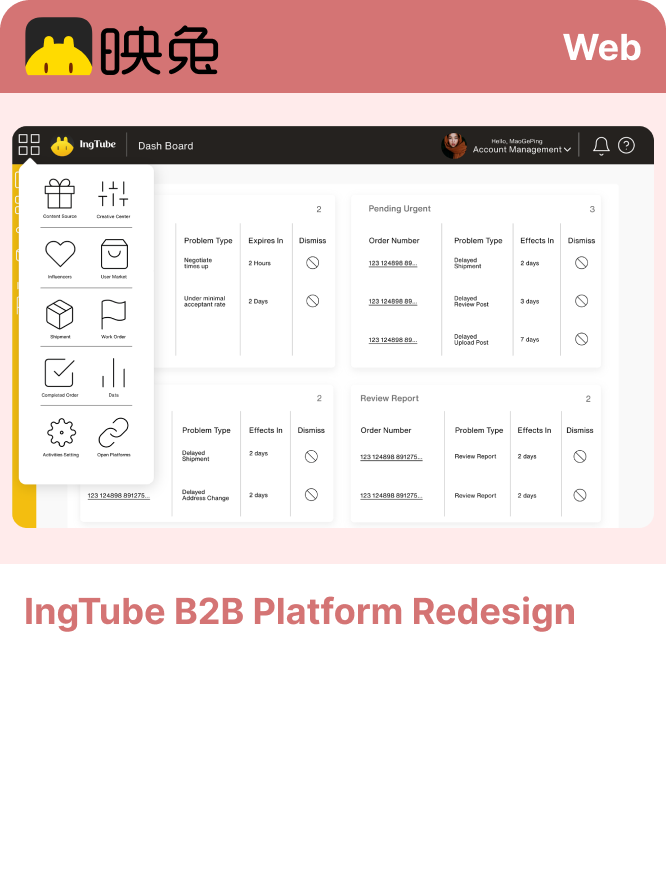 映兔
Web
IngTube
Dash Board
Hello, MaoGePing
Account Management
Content Source
Creative Center
Influencers
User Market
Shipment
Work Order
Completed Order
Data
Activities Setting
Open Platforms
2
Problem Type
Expires In
Dismiss
Negotiate
times up
2 Hours
Under minimal
acceptant rate
2 Days
Pending Urgent
3
Order Number
Problem Type
Effects In
Dismiss
123 124898 89...
Delayed
Shipment
2 days
123 124898 89...
Delayed
Review Post
3 days
123 124898 89...
Delayed
Upload Post
7 days
2
Problem Type
Effects In
Dismiss
Delayed
Shipment
2 days
123 124898 891275...
Delayed
Address Change
2 days
Review Report
2
Order Number
Problem Type
Effects In
Dismiss
123 124898 891275...
Review Report
2 days
123 124898 891275...
Review Report
2 days
IngTube B2B Platform Redesign